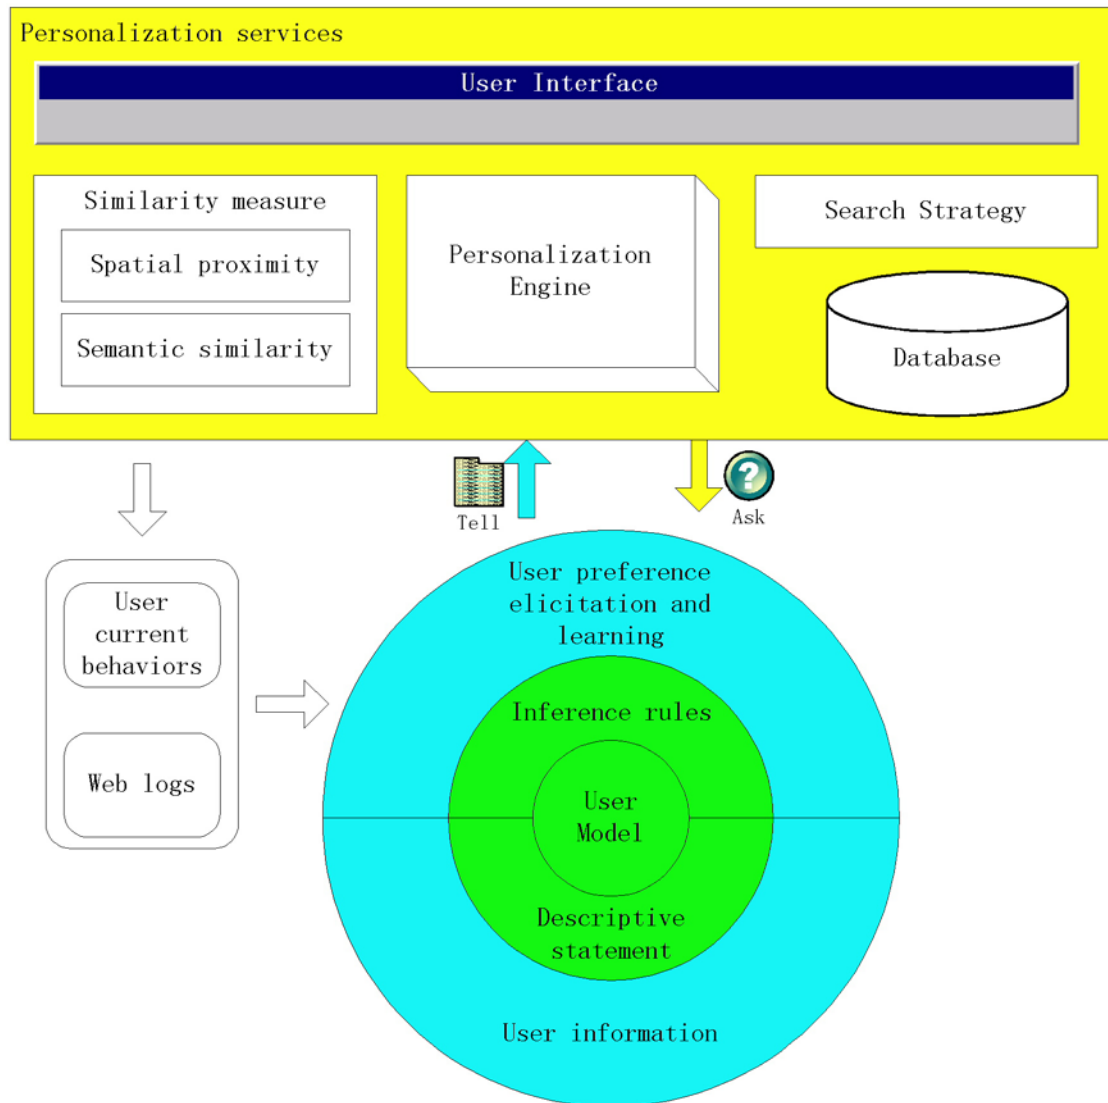 Personalization services
User Interface
Similarity measure
Spatial proximity
Semantic similarity
Personalization
Engine
Search Strategy
Database
Tell
Ask
User
current
behaviors
Web logs
User preference
elicitation and
learning
Inference rules
User
Model
Descriptive
statement
User information